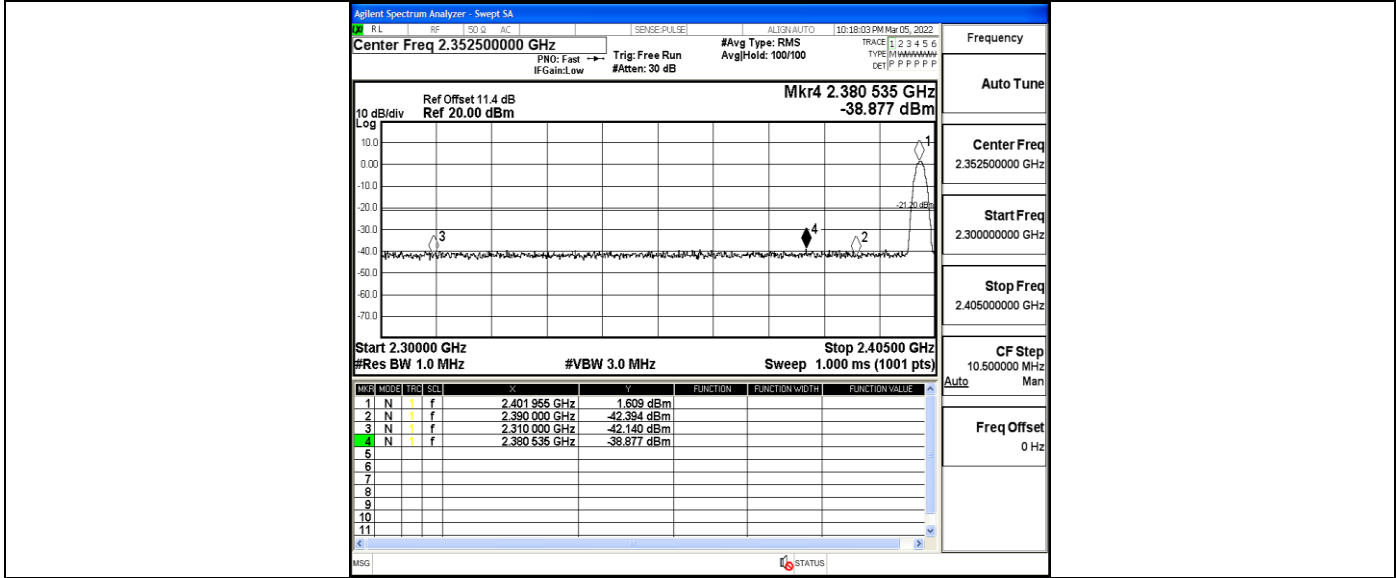 Agilent Spectrum Analyzer - Swept SA
RL RF 50 Ω AC SENSE:PULSE ALIGN AUTO 10:18:03 PM Mar 05, 2022
Center Freq 2.352500000 GHz
PNO: Fast
IFGain:Low
Trig: Free Run
#Atten: 30 dB
#Avg Type: RMS
Avg|Hold: 100/100
TRACE 1 2 3 4 5 6
TYPE M
DET P P P P P P
Mkr4 2.380 535 GHz
-38.877 dBm
Ref Offset 11.4 dB
Ref 20.00 dBm
10 dB/div
Log
10.0
0.00
-10.0
-20.0
-30.0
-40.0
-50.0
-60.0
-70.0
1
-21.20 dBm
3
4
2
Start 2.30000 GHz Stop 2.40500 GHz
#Res BW 1.0 MHz #VBW 3.0 MHz Sweep 1.000 ms (1001 pts)
MKR MODE TRC SCL X Y FUNCTION FUNCTION WIDTH FUNCTION VALUE
1 N 1 f 2.401 955 GHz 1.609 dBm
2 N 1 f 2.390 000 GHz -42.394 dBm
3 N 1 f 2.310 000 GHz -42.140 dBm
4 N 1 f 2.380 535 GHz -38.877 dBm
5
6
7
8
9
10
11
MSG STATUS
Frequency
Auto Tune
Center Freq
2.352500000 GHz
Start Freq
2.300000000 GHz
Stop Freq
2.405000000 GHz
CF Step
10.500000 MHz
Auto Man
Freq Offset
0 Hz